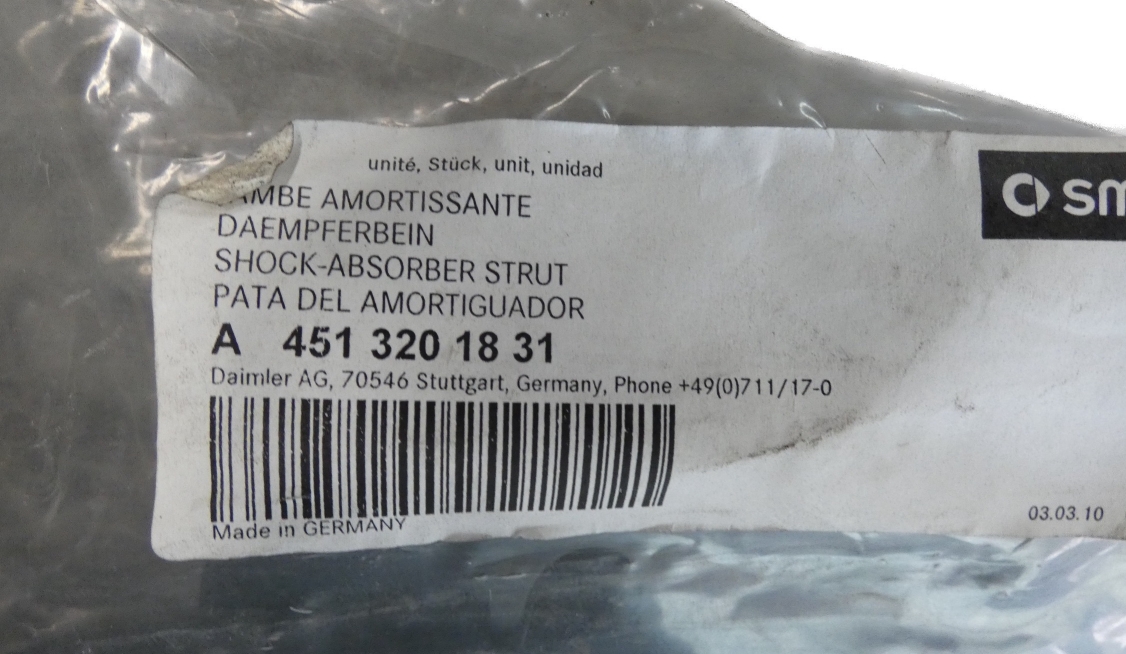 unité, Stück, unit, unidad
AMORTISSANTE
DAEMPFERBEIN
SHOCK-ABSORBER STRUT
PATA DEL AMORTIGUADOR
A 451 320 18 31
Daimler AG, 70546 Stuttgart, Germany, Phone +49(0)711/17-0
Made in GERMANY
03.03.10